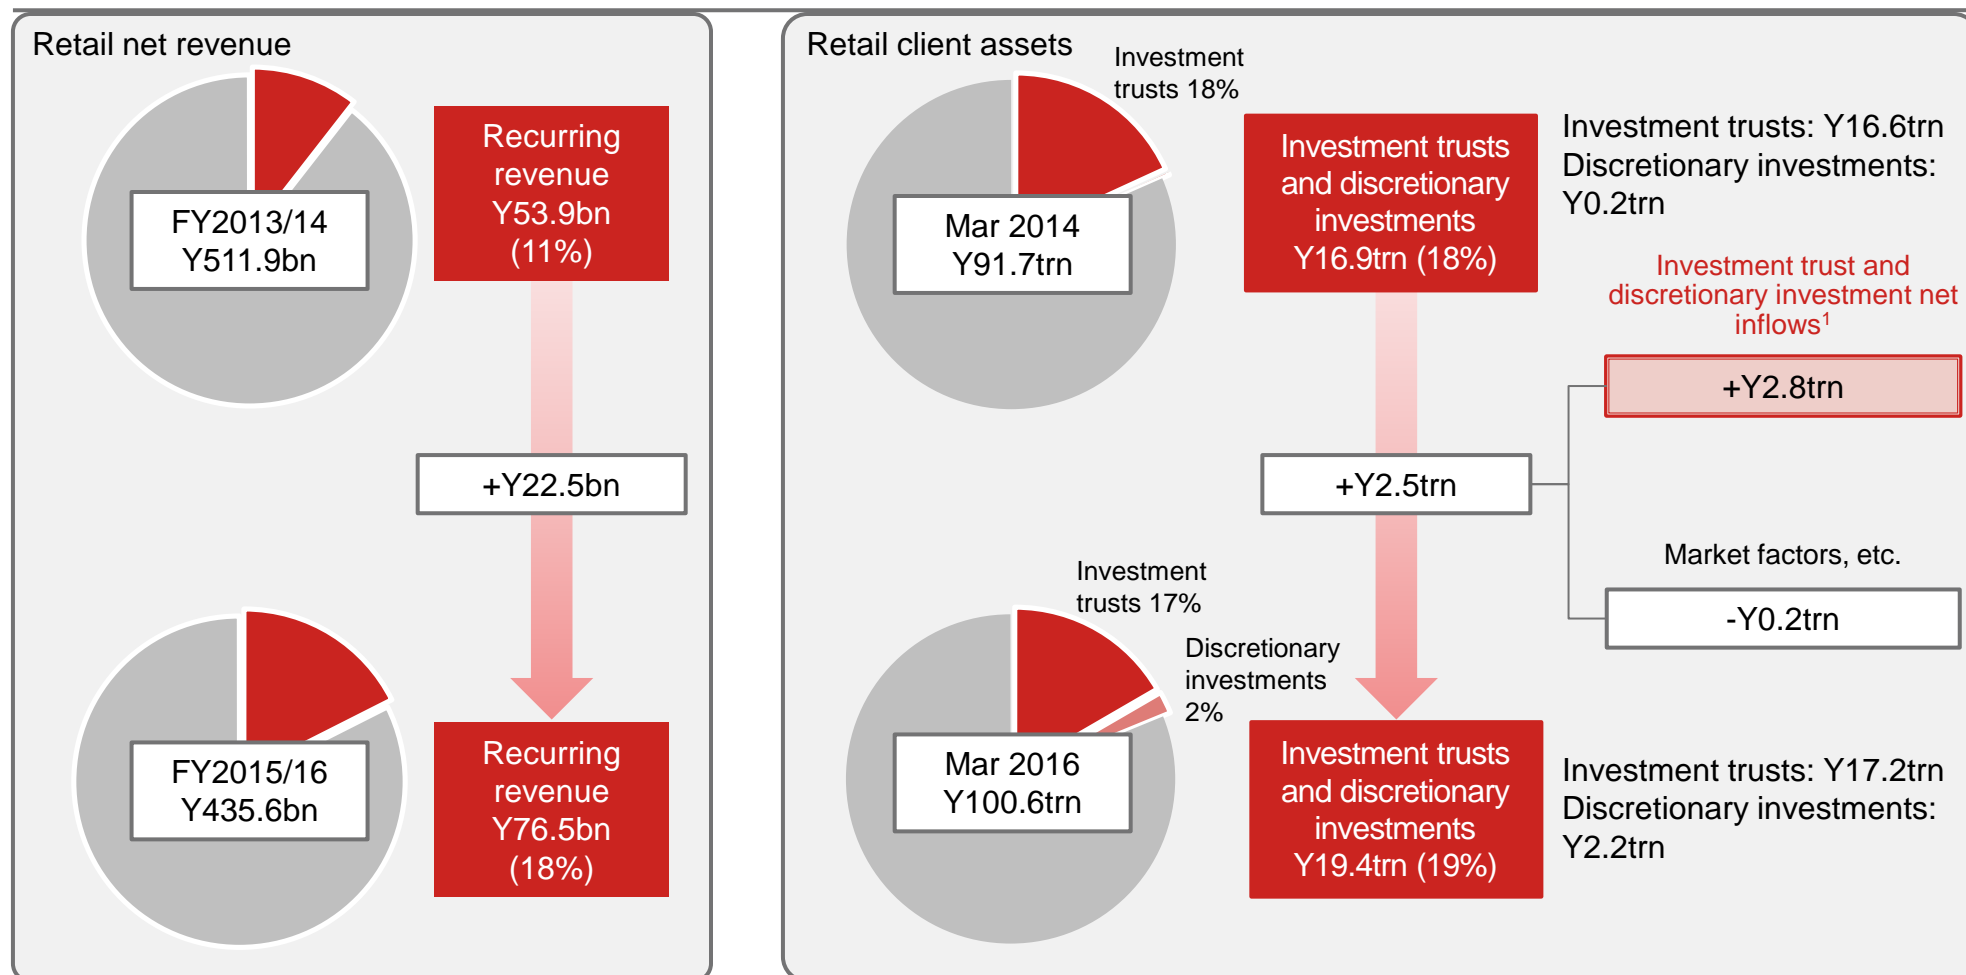 Retail net revenue
FY2013/14
Y511.9bn
Recurring
revenue
Y53.9bn
(11%)
+Y22.5bn
FY2015/16
Y435.6bn
Recurring
revenue
Y76.5bn
(18%)
Retail client assets
Investment
trusts 18%
Mar 2014
Y91.7trn
Investment trusts
and discretionary
investments
Y16.9trn (18%)
Investment trusts: Y16.6trn
Discretionary investments:
Y0.2trn
Investment trust and
discretionary investment net
inflows1
+Y2.8trn
+Y2.5trn
Market factors, etc.
-Y0.2trn
Investment
trusts 17%
Discretionary
investments
2%
Mar 2016
Y100.6trn
Investment trusts
and discretionary
investments
Y19.4trn (19%)
Investment trusts: Y17.2trn
Discretionary investments:
Y2.2trn